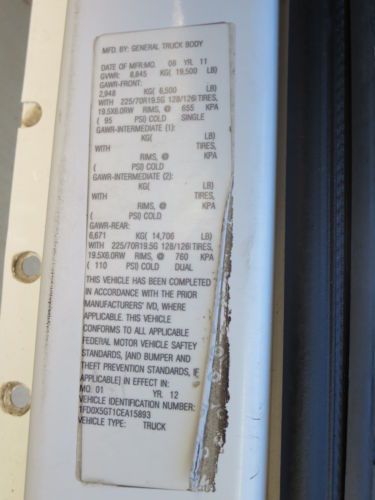 MFD. BY: GENERAL TRUCK BODY
DATE OF MFR:MO. 08 YR. 11
GVWR: 8,845 KG( 19,500 LB)
GAWR-FRONT:
2,948 KG( 6,500 LB)
WITH 225/70R19.5G 128/126 TIRES,
19.5X6.0RW RIMS, @ 655 KPA
( 95 PSI) COLD SINGLE
GAWR-INTERMEDIATE (1):
KG( LB)
WITH TIRES,
RIMS, @ KPA
( PSI) COLD
GAWR-INTERMEDIATE (2):
KG( LB)
WITH TIRES,
RIMS, @ KPA
( PSI) COLD
GAWR-REAR:
6,671 KG( 14,706 LB)
WITH 225/70R19.5G 128/126 TIRES,
19.5X6.0RW RIMS, @ 760 KPA
( 110 PSI) COLD DUAL
THIS VEHICLE HAS BEEN COMPLETED
IN ACCORDANCE WITH THE PRIOR
MANUFACTURERS' IVD, WHERE
APPLICABLE. THIS VEHICLE
CONFORMS TO ALL APPLICABLE
FEDERAL MOTOR VEHICLE SAFTEY
STANDARDS, [AND BUMPER AND
THEFT PREVENTION STANDARDS, IF
APPLICABLE] IN EFFECT IN:
MO. 01 YR. 12
VEHICLE IDENTIFICATION NUMBER:
1FD0X5GT1CEA15893
VEHICLE TYPE: TRUCK